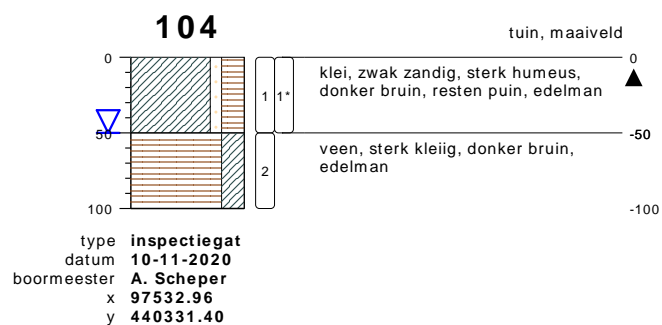 104
tuin, maaiveld
0
0
klei, zwak zandig, sterk humeus,
donker bruin, resten puin, edelman
1 1*
50
-50
veen, sterk kleiig, donker bruin,
edelman
2
100
-100
type inspectiegat
datum 10-11-2020
boormeester A. Scheper
x 97532.96
y 440331.40